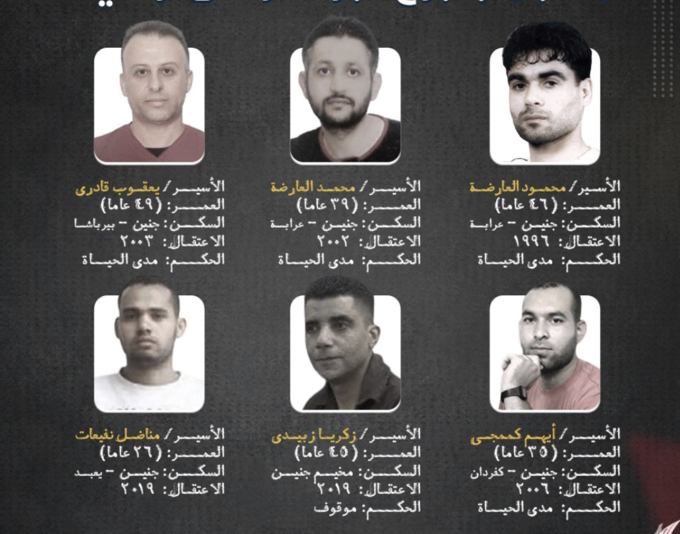 الأسير/ محمود العارضة
العمر: (٤٦ عاما)
السكن: جنين – عرابة
الاعتقال: ١٩٩٦
الحكم: مدى الحياة
الأسير/ محمد العارضة
العمر: (٣٩ عاما)
السكن: جنين – عرابة
الاعتقال: ٢٠٠٢
الحكم: مدى الحياة
الأسير/ يعقوب قادري
العمر: (٤٩ عاما)
السكن: جنين – بيرباشا
الاعتقال: ٢٠٠٣
الحكم: مدى الحياة
الأسير/ أيهم كممجي
العمر: (٣٥ عاما)
السكن: جنين – كفردان
الاعتقال: ٢٠٠٦
الحكم: مدى الحياة
الأسير/ زكريا زبيدي
العمر: (٤٥ عاما)
السكن: مخيم جنين
الاعتقال: ٢٠١٩
الحكم: موقوف
الأسير/ مناضل نفيعات
العمر: (٢٦ عاما)
السكن: جنين – يعبد
الاعتقال: ٢٠١٩